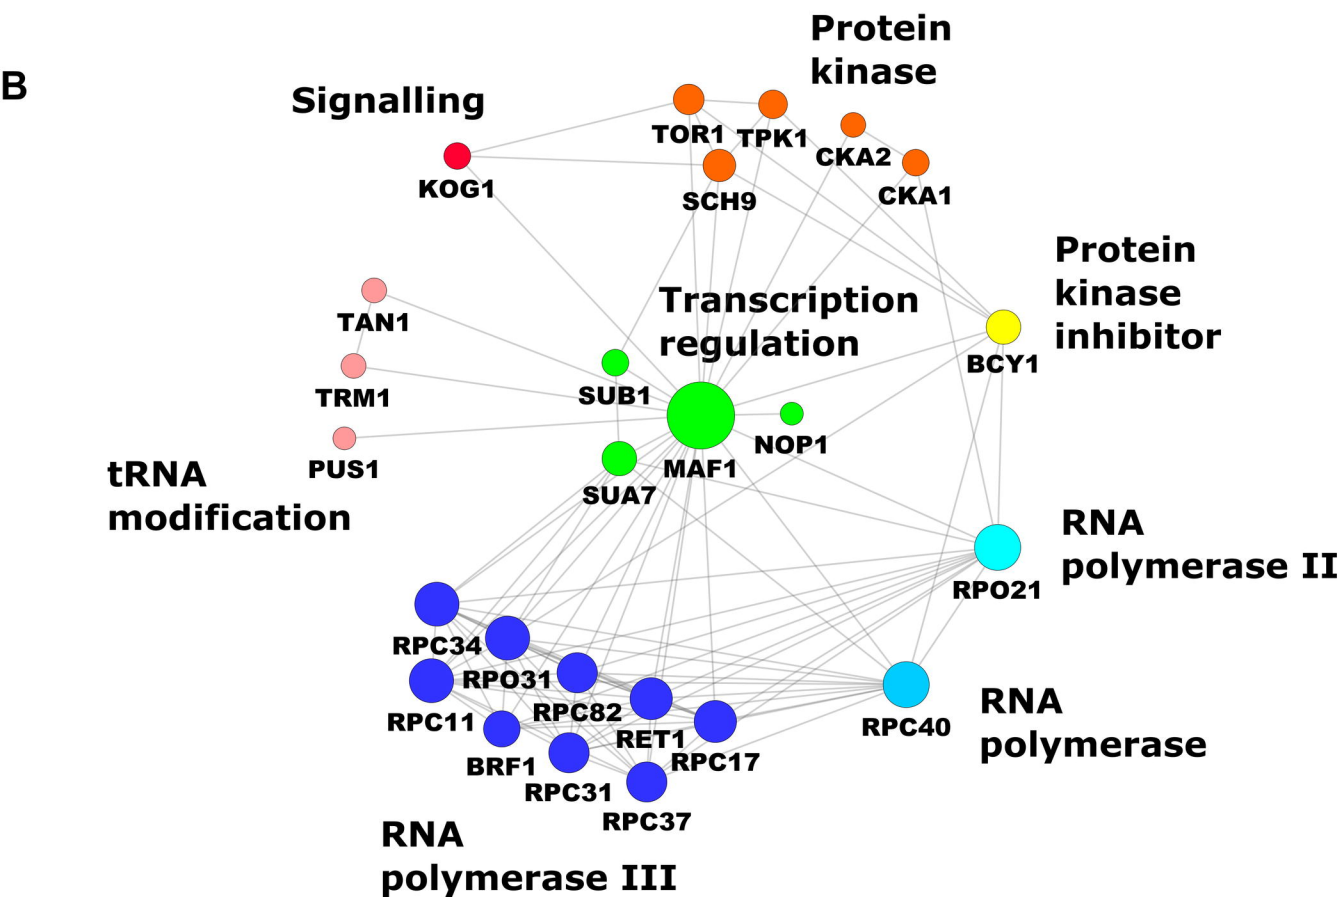 B
Protein
kinase
Signalling
TOR1 TPK1
CKA2
KOG1
SCH9
CKA1
Protein
kinase
inhibitor
Transcription
regulation
TAN1
BCY1
TRM1
SUB1
NOP1
PUS1
MAF1
tRNA
modification
SUA7
RNA
polymerase II
RPO21
RPC34
RPO31
RPC11
RPC82
RET1
RPC40
RNA
polymerase
BRF1
RPC17
RPC31
RPC37
RNA
polymerase III